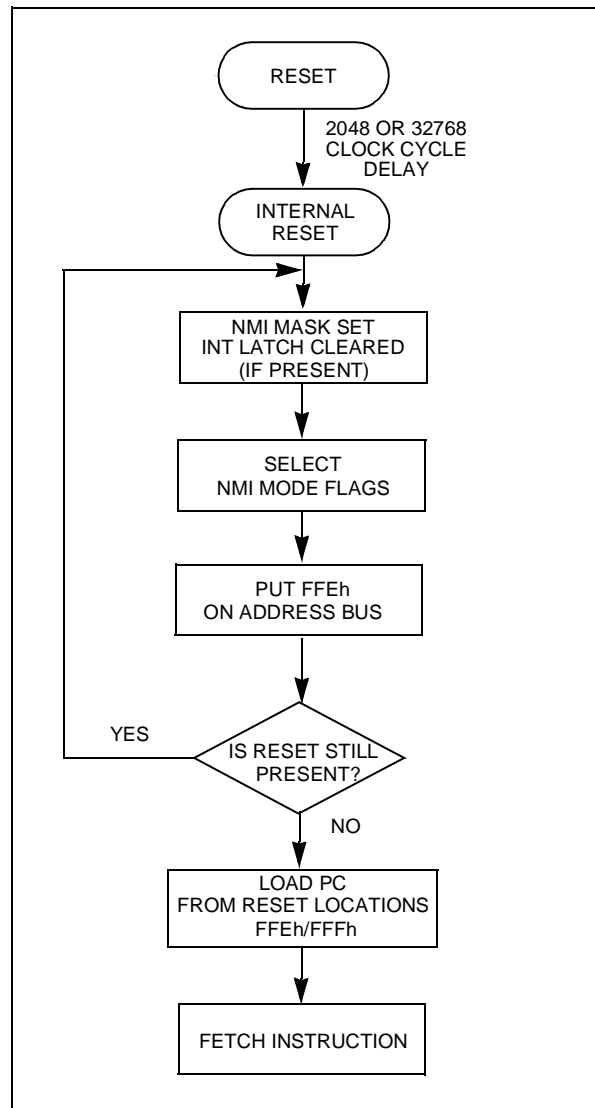 RESET
2048 OR 32768
CLOCK CYCLE
DELAY
INTERNAL
RESET
NMI MASK SET
INT LATCH CLEARED
(IF PRESENT)
SELECT
NMI MODE FLAGS
PUT FFEh
ON ADDRESS BUS
YES
IS RESET STILL
PRESENT?
NO
LOAD PC
FROM RESET LOCATIONS
FFEh/FFFh
FETCH INSTRUCTION